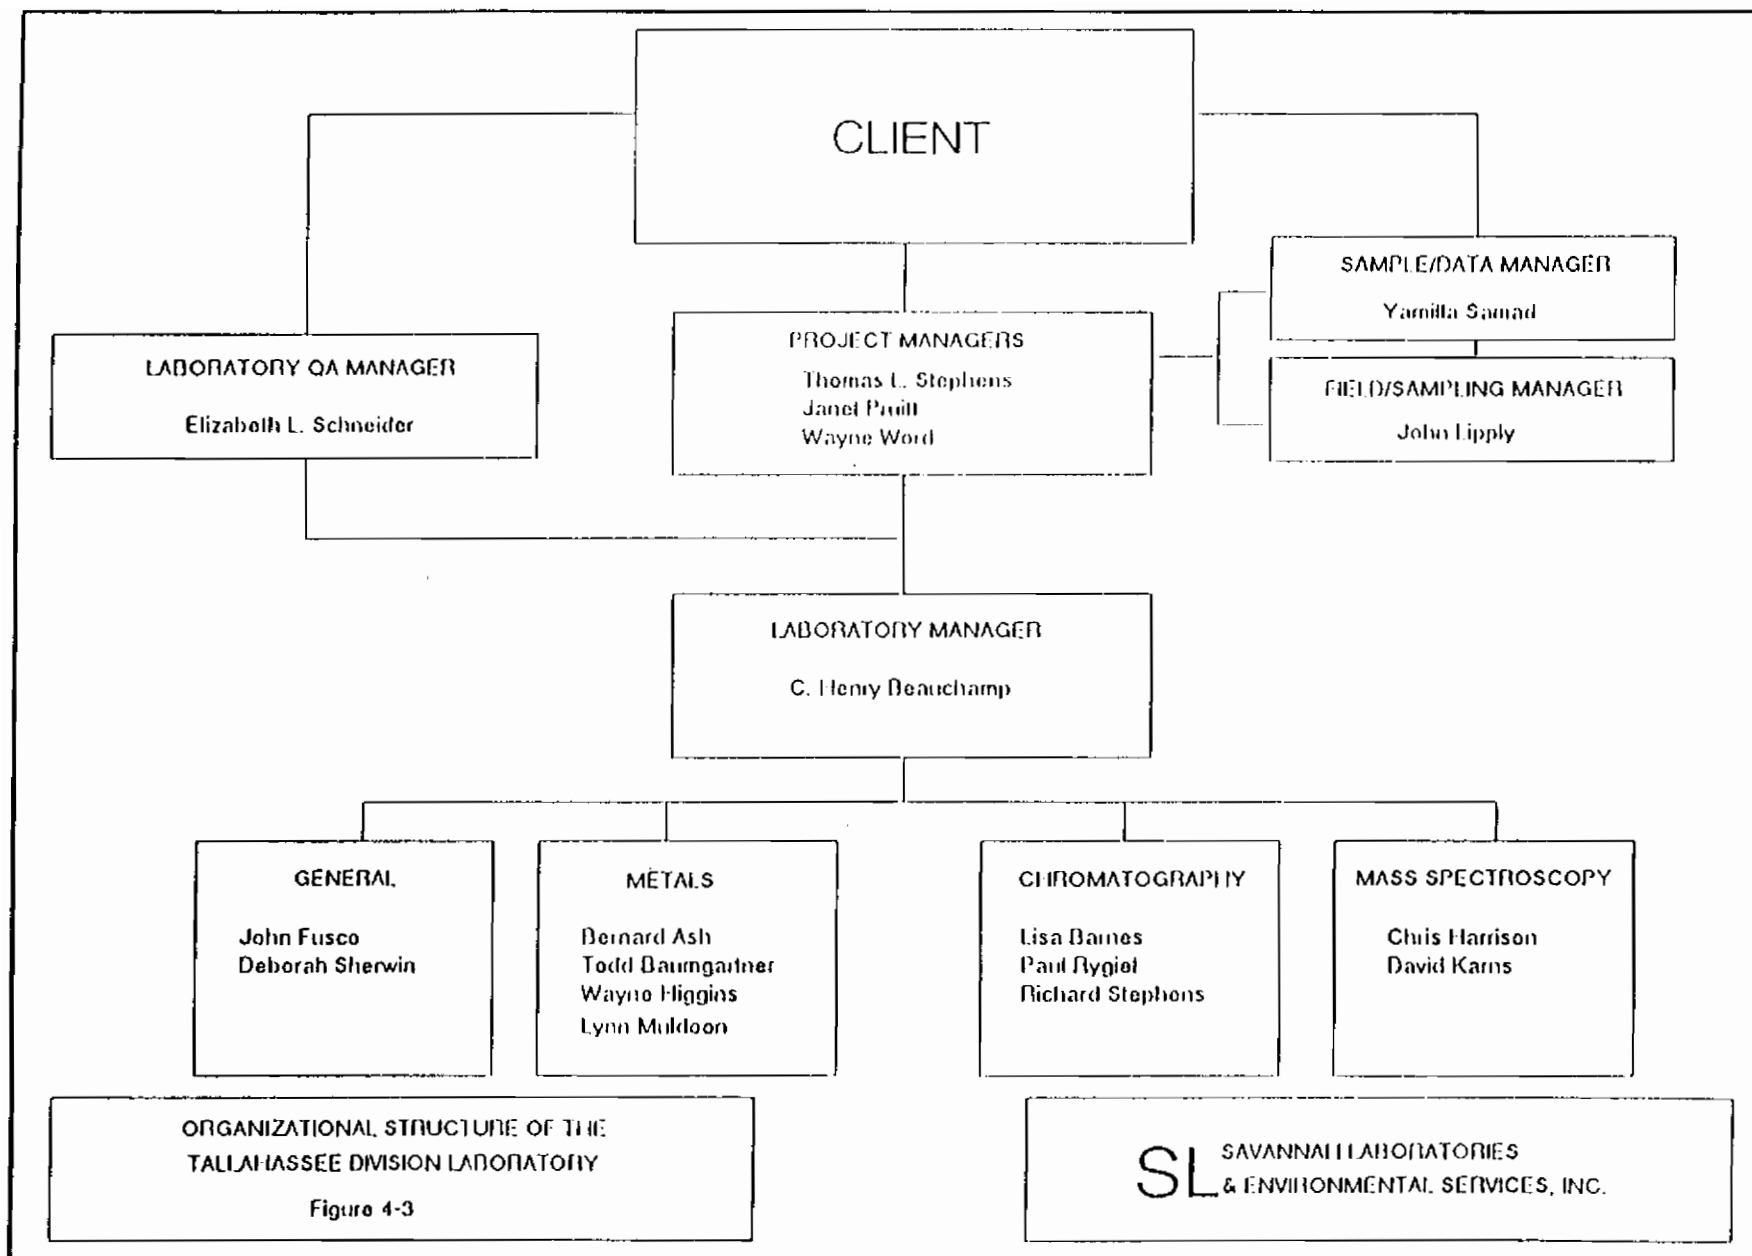 CLIENT
SAMPLE/DATA MANAGER
Yamilla Samad
LABORATORY QA MANAGER
Elizabeth L. Schneider
PROJECT MANAGERS
Thomas L. Stephens
Janet Pruitt
Wayne Word
FIELD/SAMPLING MANAGER
John Lipply
LABORATORY MANAGER
C. Henry Beauchamp
GENERAL
John Fusco
Deborah Sherwin
METALS
Bernard Ash
Todd Baumgartner
Wayne Higgins
Lynn Muldoon
CHROMATOGRAPHY
Lisa Barnes
Paul Rygiel
Richard Stephens
MASS SPECTROSCOPY
Chris Harrison
David Karns
ORGANIZATIONAL STRUCTURE OF THE
TALLAHASSEE DIVISION LABORATORY
Figure 4-3
SL
SAVANNAH LABORATORIES
& ENVIRONMENTAL SERVICES, INC.